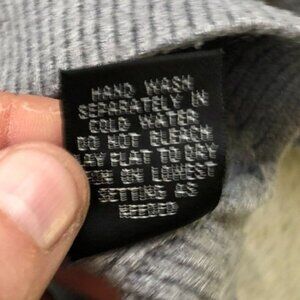 HAND WASH
SEPARATELY IN
COLD WATER
DO NOT BLEACH
LAY FLAT TO DRY
ON LOWEST
SETTING AS
NEEDED